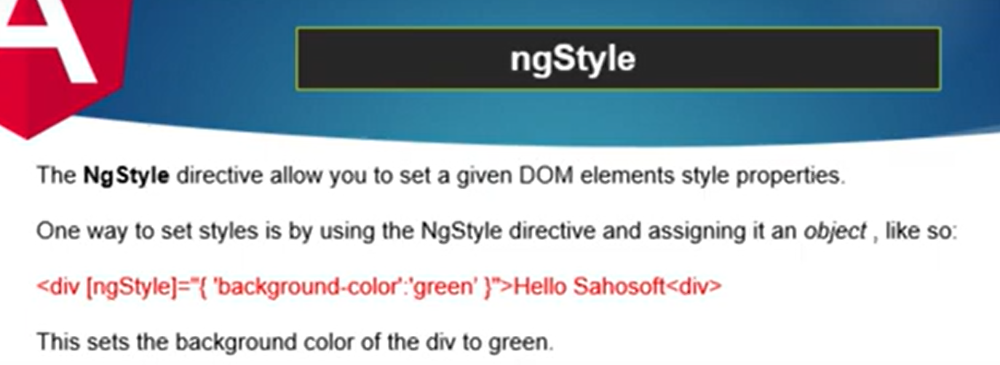 ngStyle
The NgStyle directive allow you to set a given DOM elements style properties.
One way to set styles is by using the NgStyle directive and assigning it an object , like so:
<div [ngStyle]="{ 'background-color':'green' }">Hello Sahosoft<div>
This sets the background color of the div to green.